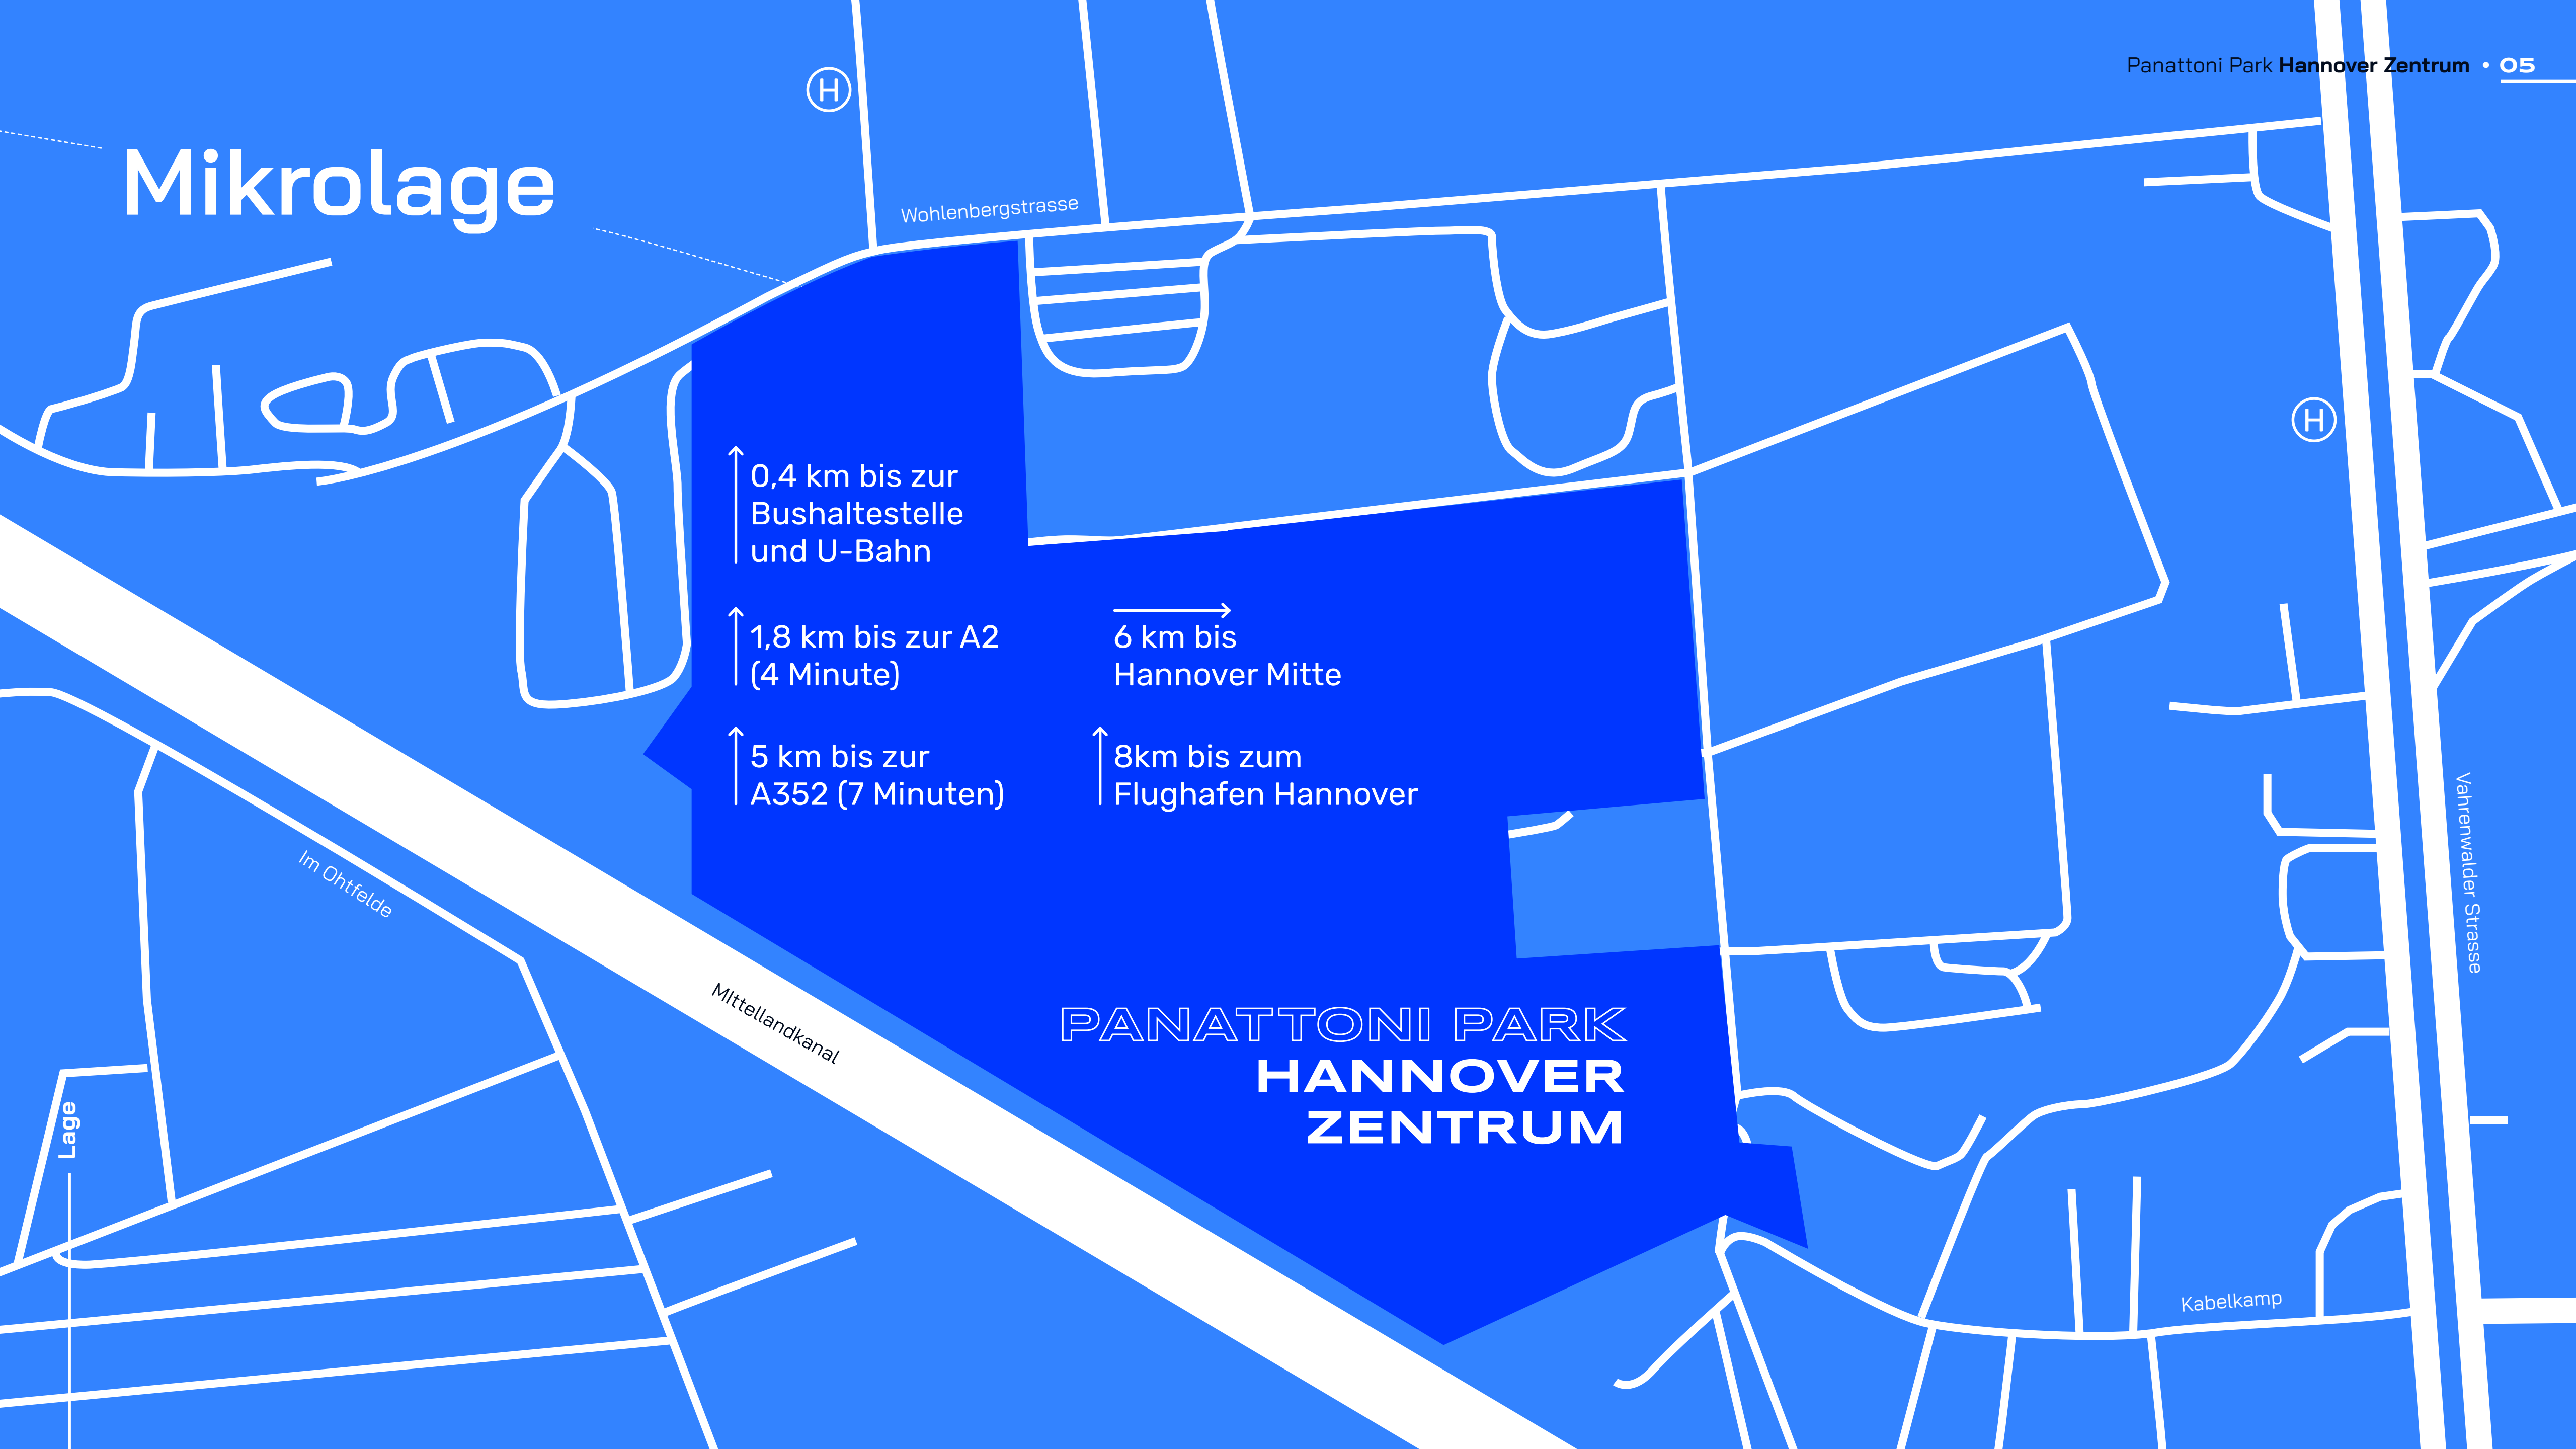 Panattoni Park Hannover Zentrum • 05
H
Mikrolage
Wohlenbergstrasse
H
0,4 km bis zur
Bushaltestelle
und U-Bahn
1,8 km bis zur A2
(4 Minute)
6 km bis
Hannover Mitte
5 km bis zur
A352 (7 Minuten)
8km bis zum
Flughafen Hannover
Vahrenwalder Strasse
Im Ohtfelde
MIttellandkanal
PANATTONI PARK
HANNOVER
ZENTRUM
Lage
Kabelkamp